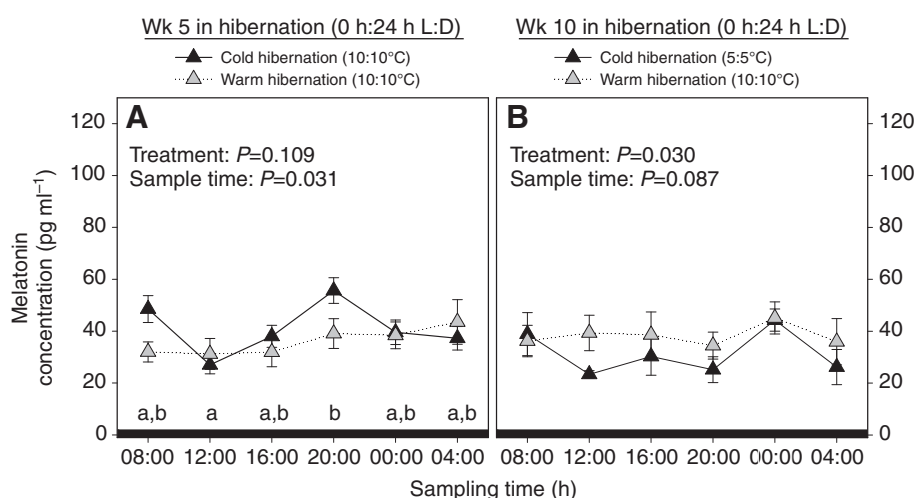 Wk 5 in hibernation (0 h:24 h L:D)
Cold hibernation (10:10°C)
Warm hibernation (10:10°C)
Wk 10 in hibernation (0 h:24 h L:D)
Cold hibernation (5:5°C)
Warm hibernation (10:10°C)
Melatonin
concentration (pg ml⁻¹)
120
100
80
60
40
20
0
A
Treatment: P=0.109
Sample time: P=0.031
a,b a a,b b a,b a,b
08:00 12:00 16:00 20:00 00:00 04:00
B
Treatment: P=0.030
Sample time: P=0.087
120
100
80
60
40
20
0
08:00 12:00 16:00 20:00 00:00 04:00
Sampling time (h)